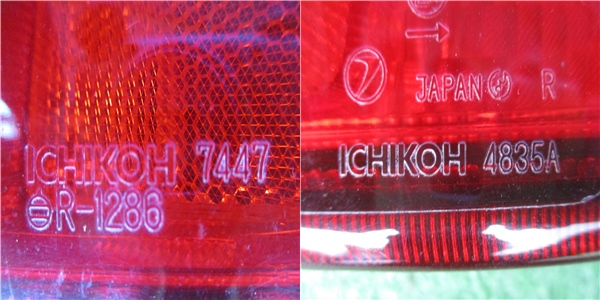 ICHIKOH 7447
R-1286
JAPAN R
ICHIKOH 4835A